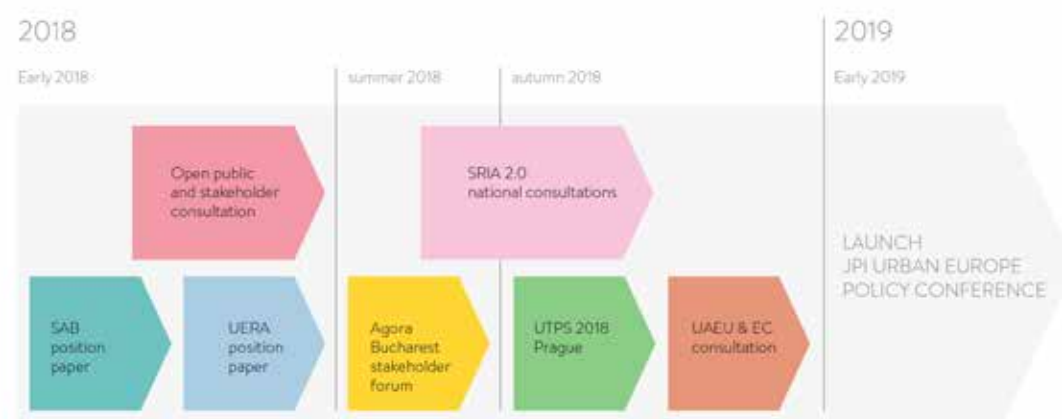 2018
2019
Early 2018
summer 2018
autumn 2018
Early 2019
Open public
and stakeholder
consultation
SRIA 2.0
national consultations
LAUNCH
JPI URBAN EUROPE
POLICY CONFERENCE
SAB
position
paper
UERA
position
paper
Agora
Bucharest
stakeholder
forum
UTPS 2018
Prague
UAEU & EC
consultation